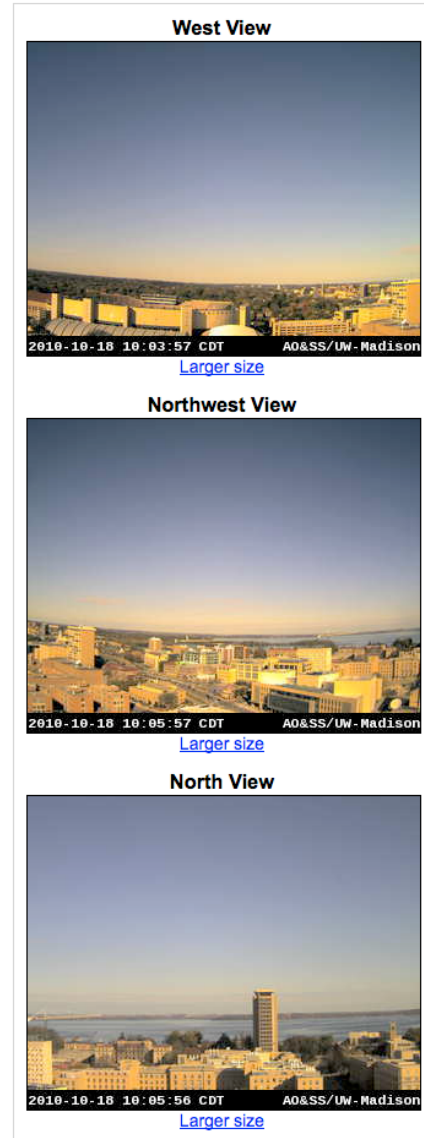 West View
2010-10-18 10:03:57 CDT AO&SS/UW-Madison
Larger size
Northwest View
2010-10-18 10:05:57 CDT AO&SS/UW-Madison
Larger size
North View
2010-10-18 10:05:56 CDT AO&SS/UW-Madison
Larger size